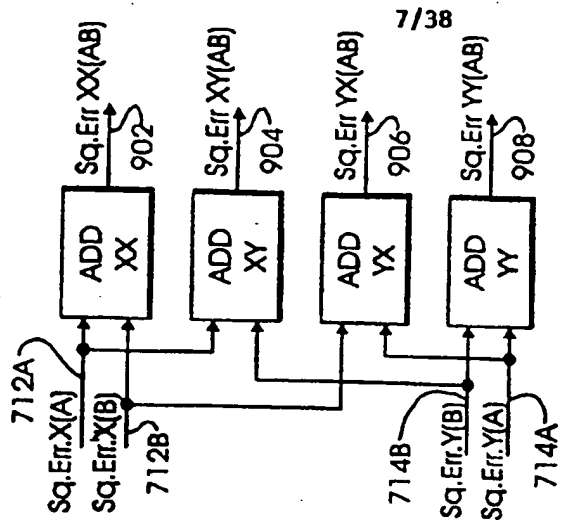 7/38
712A
Sq.Err.X(A)
Sq.Err.X(B)
712B
714B
Sq.Err.Y(B)
Sq.Err.Y(A)
714A
ADD
XX
Sq.Err XX(AB)
902
ADD
XY
Sq.Err XY(AB)
904
ADD
YX
Sq.Err YX(AB)
906
ADD
YY
Sq.Err YY(AB)
908